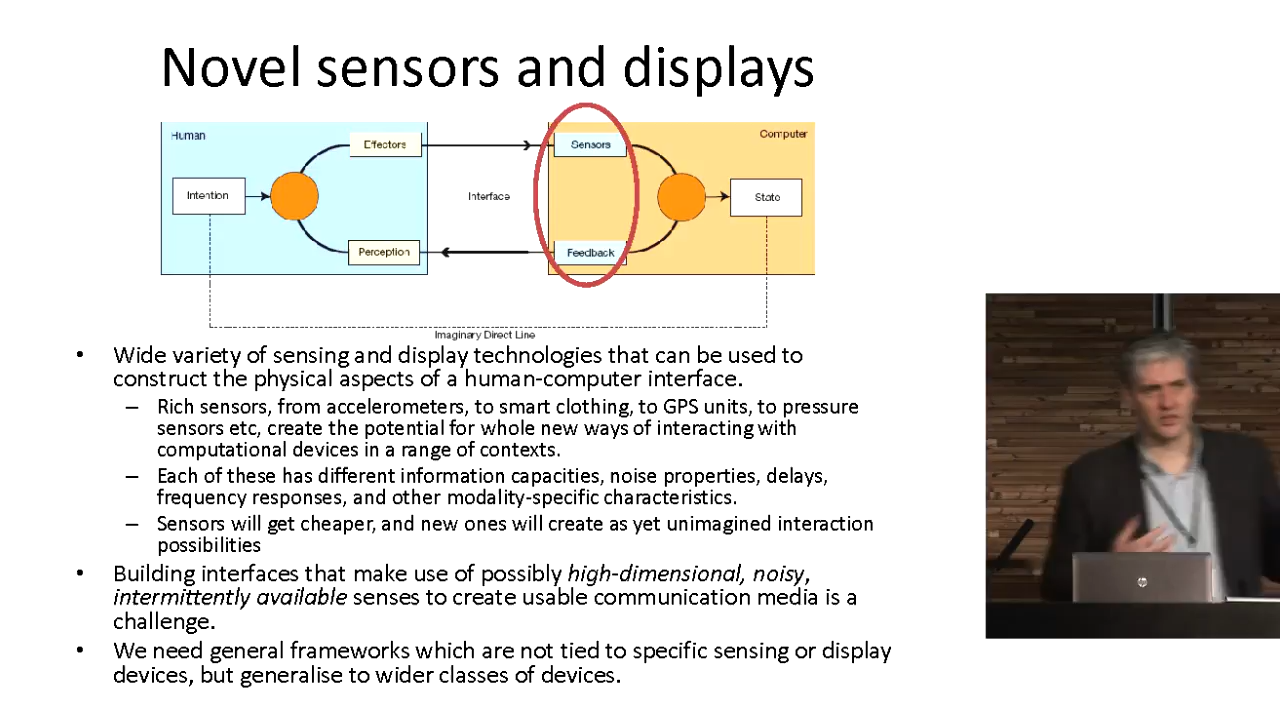 Novel sensors and displays
Human
Computer
Effectors
Sensors
Intention
Interface
State
Perception
Feedback
Imaginary Direct Line
• Wide variety of sensing and display technologies that can be used to
construct the physical aspects of a human-computer interface.
– Rich sensors, from accelerometers, to smart clothing, to GPS units, to pressure
sensors etc, create the potential for whole new ways of interacting with
computational devices in a range of contexts.
– Each of these has different information capacities, noise properties, delays,
frequency responses, and other modality-specific characteristics.
– Sensors will get cheaper, and new ones will create as yet unimagined interaction
possibilities
• Building interfaces that make use of possibly high-dimensional, noisy,
intermittently available senses to create usable communication media is a
challenge.
• We need general frameworks which are not tied to specific sensing or display
devices, but generalise to wider classes of devices.
hp